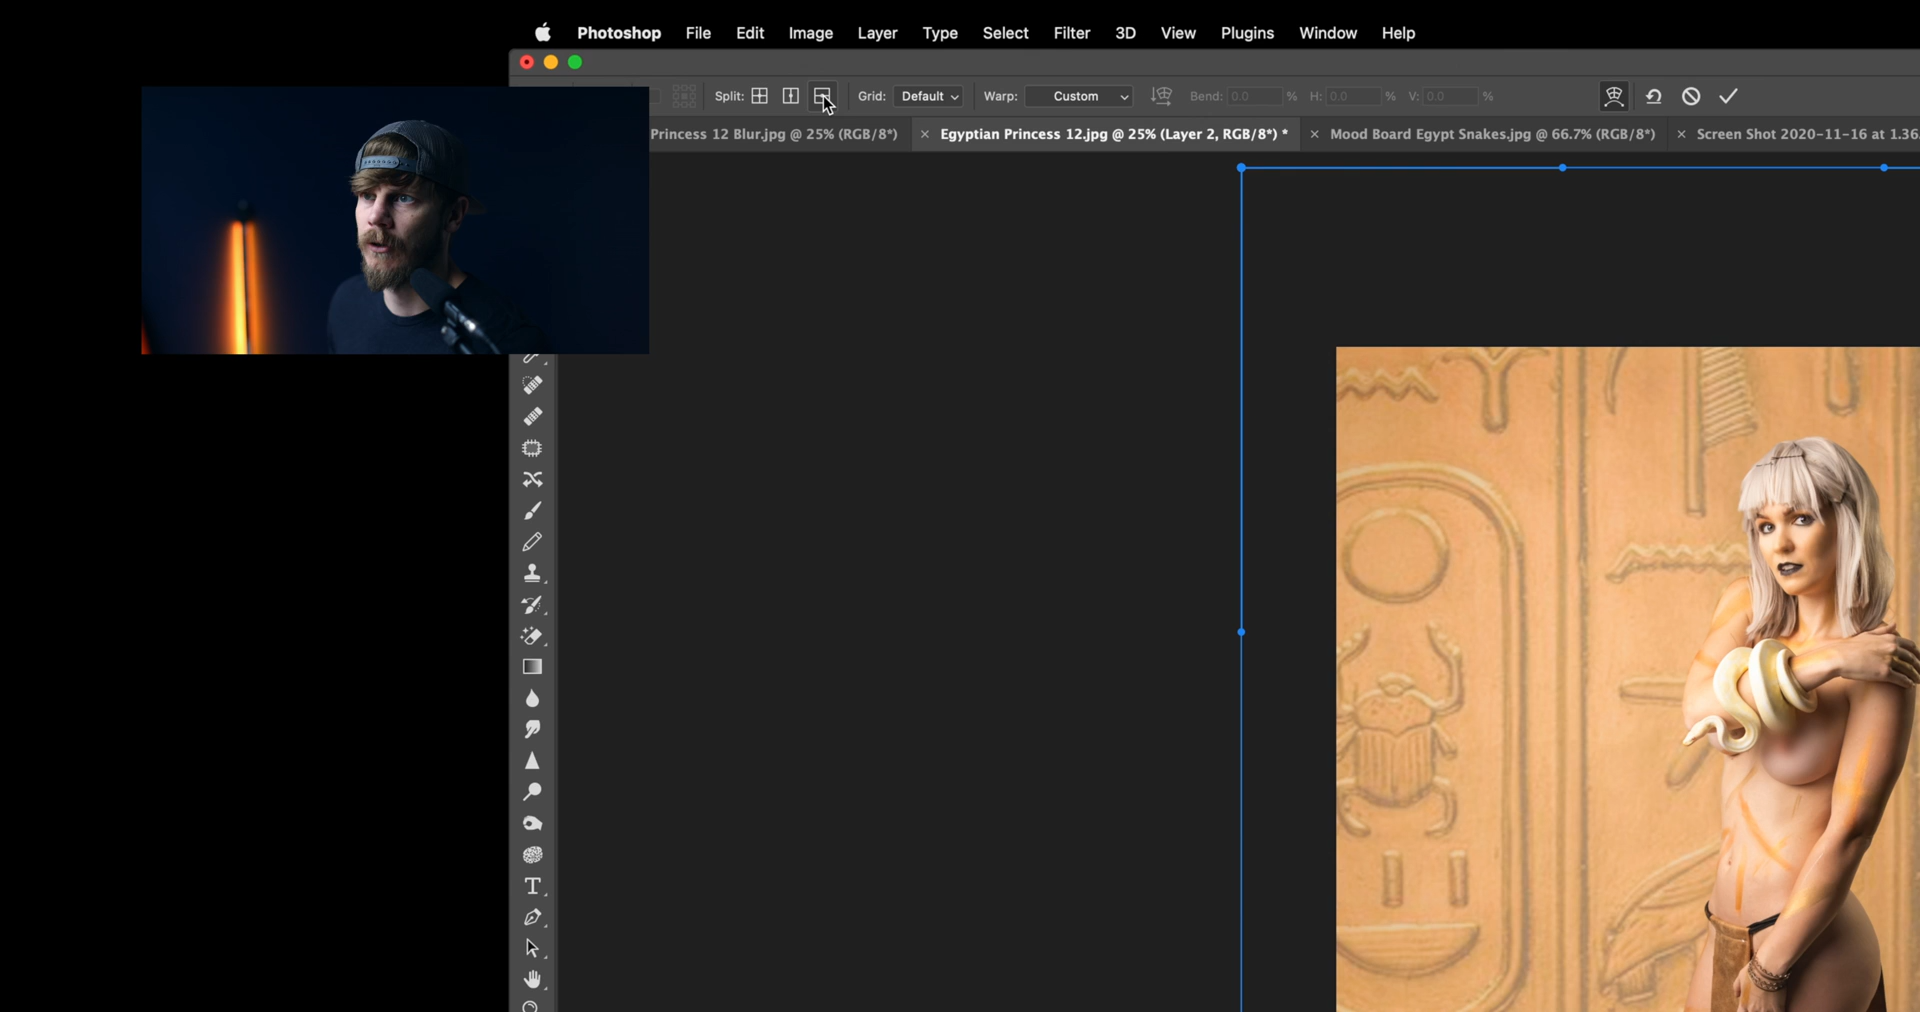 Photoshop File Edit Image Layer Type Select Filter 3D View Plugins Window Help
Split: Grid: Default Warp: Custom Bend: 0.0 % H: 0.0 % V: 0.0 %
Princess 12 Blur.jpg @ 25% (RGB/8*) × Egyptian Princess 12.jpg @ 25% (Layer 2, RGB/8*) * × Mood Board Egypt Snakes.jpg @ 66.7% (RGB/8*) × Screen Shot 2020-11-16 at 1.36.